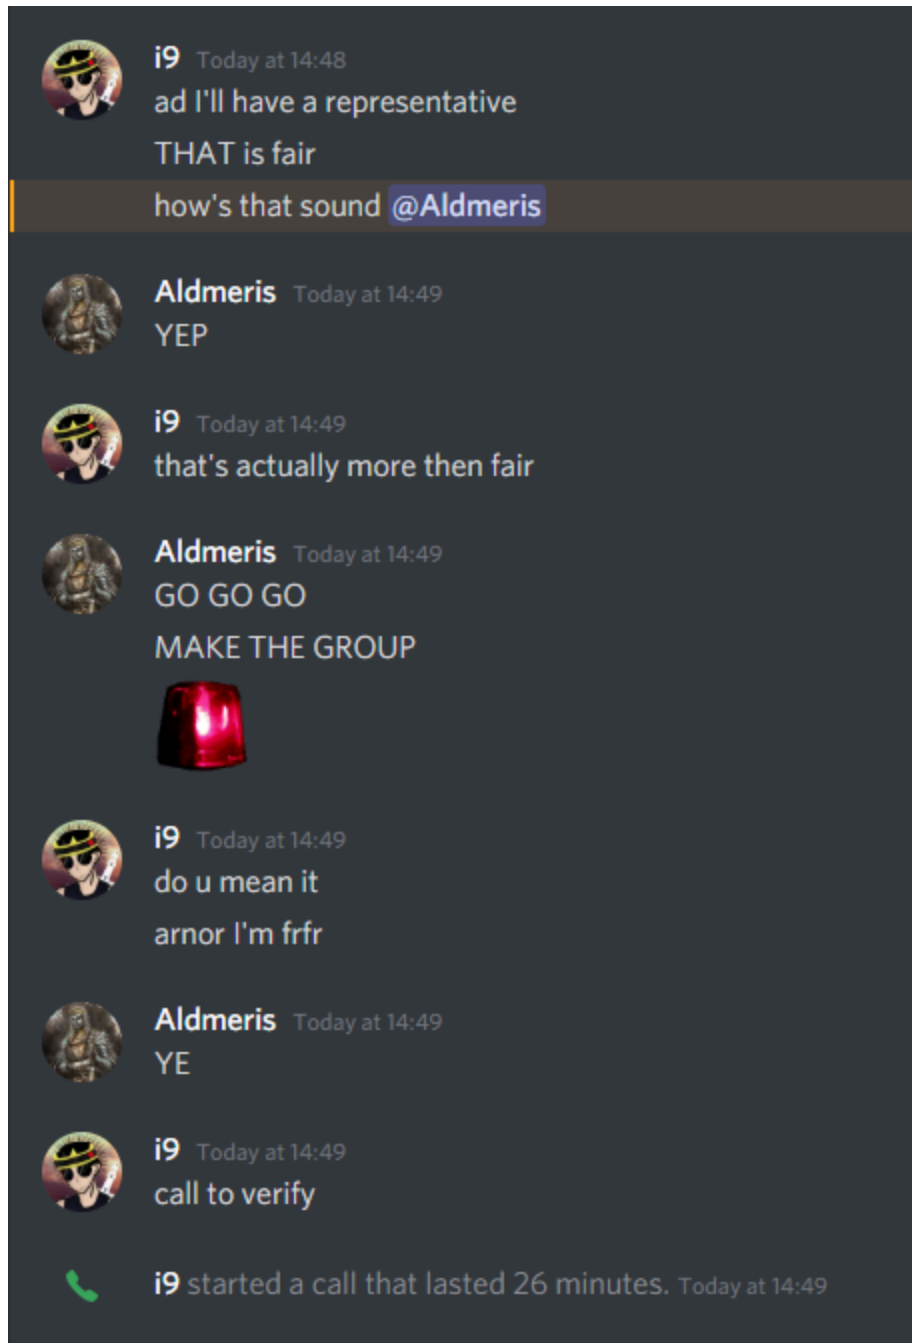 i9 Today at 14:48
ad I'll have a representative
THAT is fair
how's that sound @Aldmeris
Aldmeris Today at 14:49
YEP
i9 Today at 14:49
that's actually more then fair
Aldmeris Today at 14:49
GO GO GO
MAKE THE GROUP
i9 Today at 14:49
do u mean it
arnor I'm frfr
Aldmeris Today at 14:49
YE
i9 Today at 14:49
call to verify
i9 started a call that lasted 26 minutes. Today at 14:49